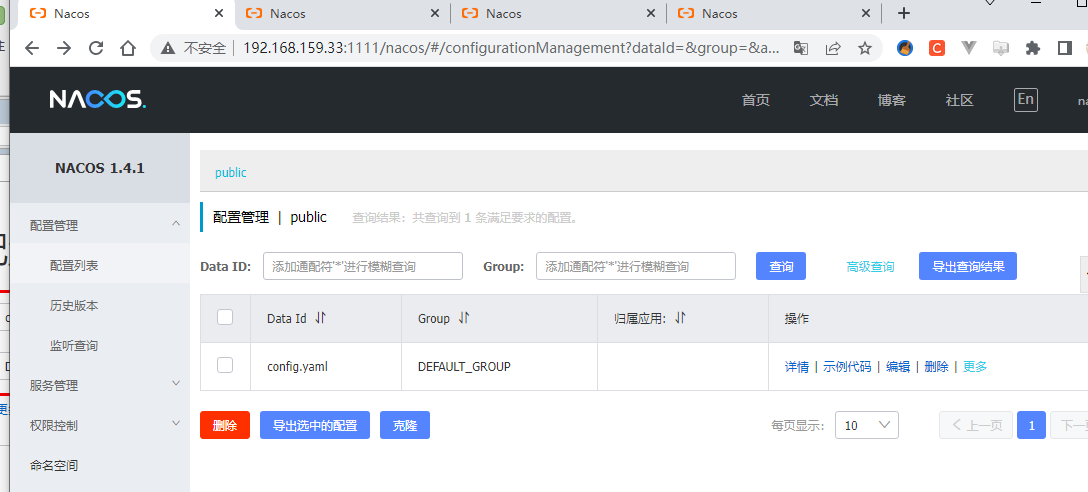 Nacos Nacos Nacos Nacos
不安全 192.168.159.33:1111/nacos/#/configurationManagement?dataId=&group=&a...
NACOS.
首页 文档 博客 社区 En na
NACOS 1.4.1
public
配置管理 | public 查询结果：共查询到 1 条满足要求的配置。
配置管理
Data ID: 添加通配符'*'进行模糊查询 Group: 添加通配符'*'进行模糊查询 查询 高级查询 导出查询结果
配置列表
历史版本
监听查询
服务管理
权限控制
命名空间
Data Id Group 归属应用: 操作
config.yaml DEFAULT_GROUP 详情 | 示例代码 | 编辑 | 删除 | 更多
删除 导出选中的配置 克隆 每页显示: 10 上一页 1 下一页